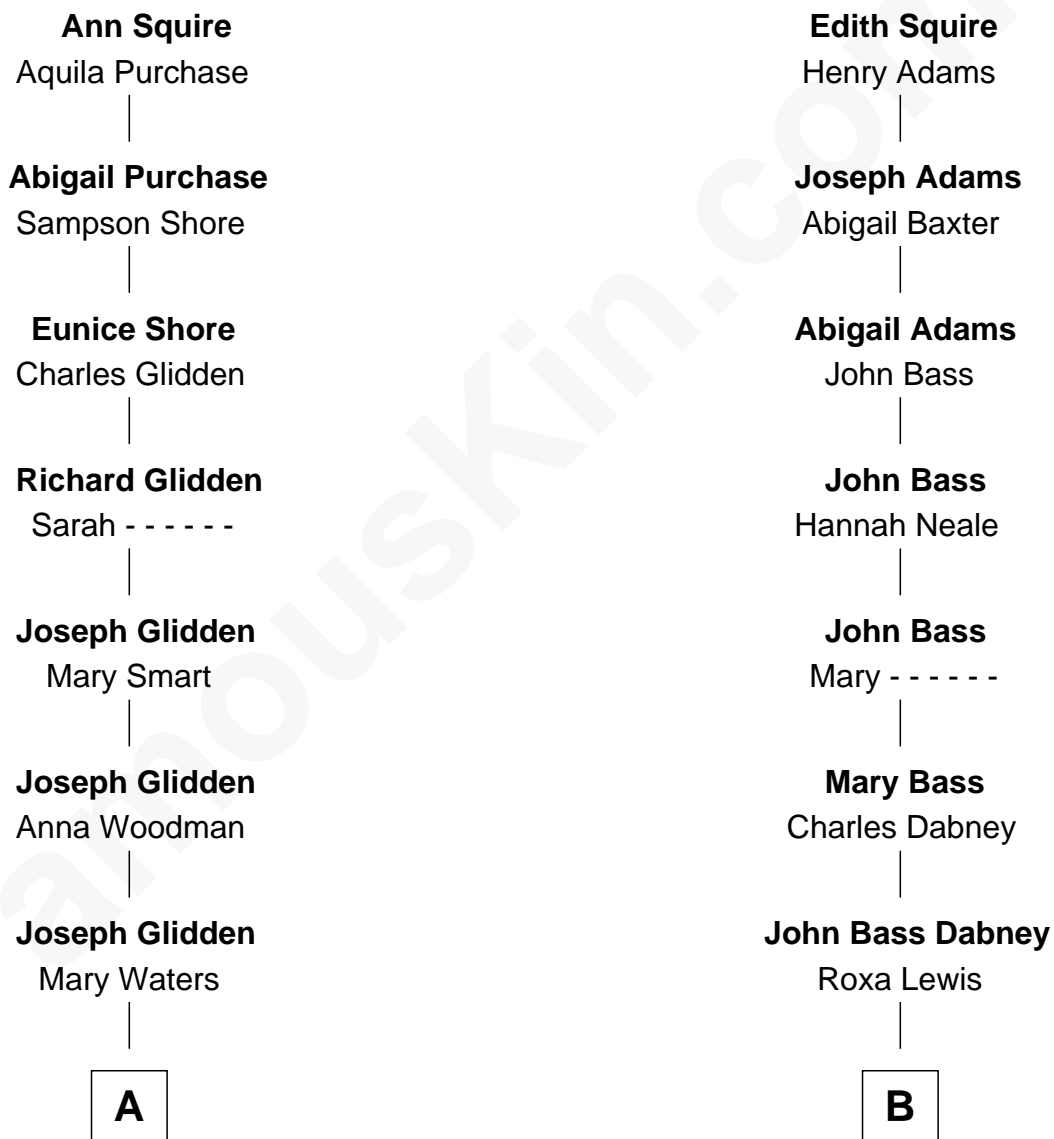 Ann Squire
Aquila Purchase
Abigail Purchase
Sampson Shore
Eunice Shore
Charles Glidden
Richard Glidden
Sarah - - - - - -
Joseph Glidden
Mary Smart
Joseph Glidden
Anna Woodman
Joseph Glidden
Mary Waters
A
Edith Squire
Henry Adams
Joseph Adams
Abigail Baxter
Abigail Adams
John Bass
John Bass
Hannah Neale
John Bass
Mary - - - - - -
Mary Bass
Charles Dabney
John Bass Dabney
Roxa Lewis
B
amouskin.com